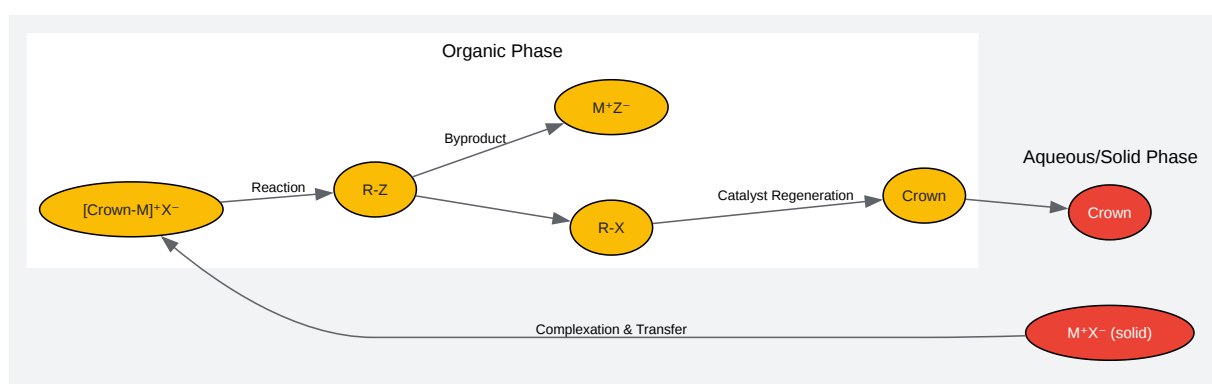 Organic Phase
M⁺Z⁻
Byproduct
Aqueous/Solid Phase
Reaction
R-Z
Catalyst Regeneration
Crown
[Crown-M]⁺X⁻
Crown
R-X
Complexation & Transfer
M⁺X⁻ (solid)